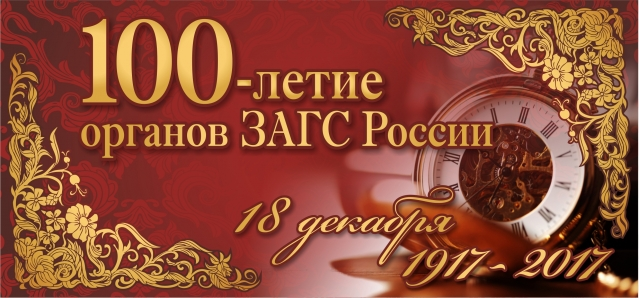 100-летие
органов ЗАГС России
18 декабря
1917 ~ 2017